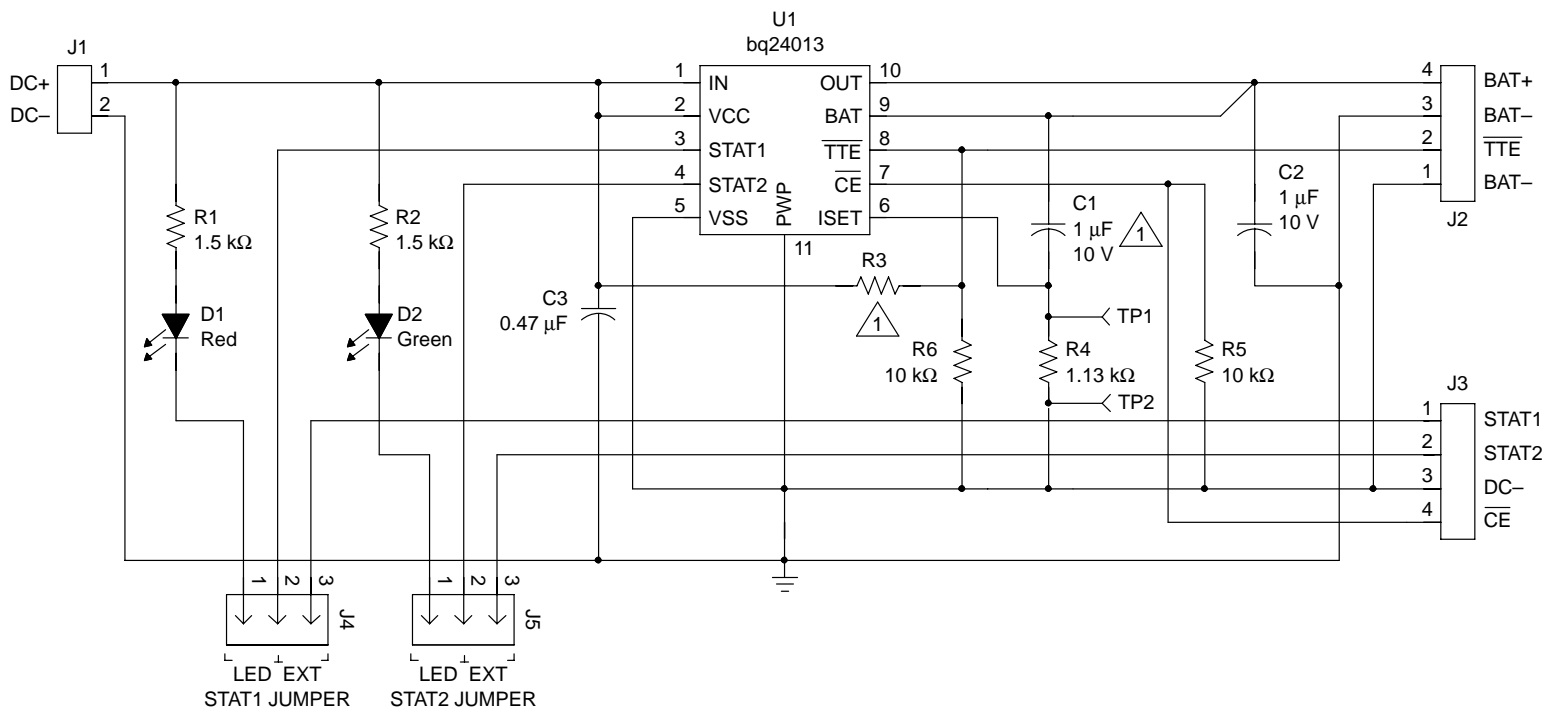 U1
bq24013
J1
DC+
DC–
1
2
1
2
3
4
5
IN
VCC
STAT1
STAT2
VSS
PWP
11
OUT
BAT
TTE
CE
ISET
10
9
8
7
6
4
3
2
1
BAT+
BAT–
TTE
BAT–
J2
R1
1.5 kΩ
R2
1.5 kΩ
D1
Red
D2
Green
C3
0.47 μF
R3
1
R6
10 kΩ
C1
1 μF
10 V
1
TP1
R4
1.13 kΩ
TP2
R5
10 kΩ
C2
1 μF
10 V
J3
1
2
3
4
STAT1
STAT2
DC–
CE
1
2
3
J4
LED EXT
STAT1 JUMPER
1
2
3
J5
LED EXT
STAT2 JUMPER